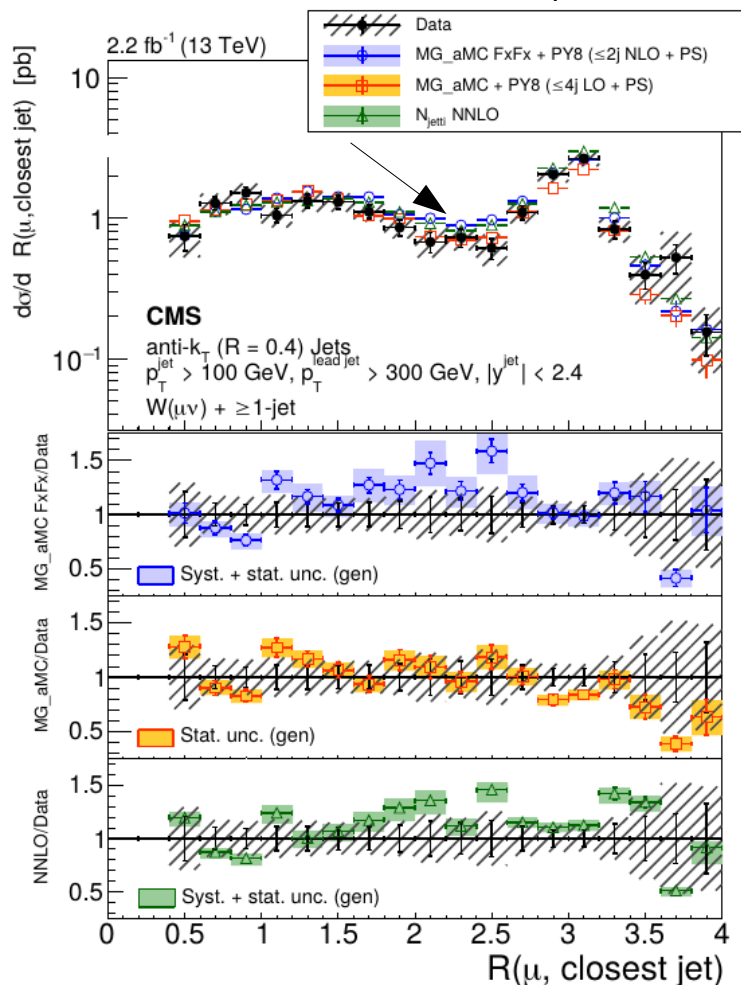 2.2 fb⁻¹ (13 TeV)
Data
MG_aMC FxFx + PY8 (≤2j NLO + PS)
MG_aMC + PY8 (≤4j LO + PS)
N_jetti NNLO
dσ/d R(μ, closest jet) [pb]
10
1
10⁻¹
CMS
anti-k_T (R = 0.4) Jets
p_T^jet > 100 GeV, p_T^lead jet > 300 GeV, |y^jet| < 2.4
W(μν) + ≥1-jet
MG_aMC FxFx/Data
1.5
1
0.5
Syst. + stat. unc. (gen)
MG_aMC/Data
1.5
1
0.5
Stat. unc. (gen)
NNLO/Data
1.5
1
0.5
Syst. + stat. unc. (gen)
0 0.5 1 1.5 2 2.5 3 3.5 4
R(μ, closest jet)